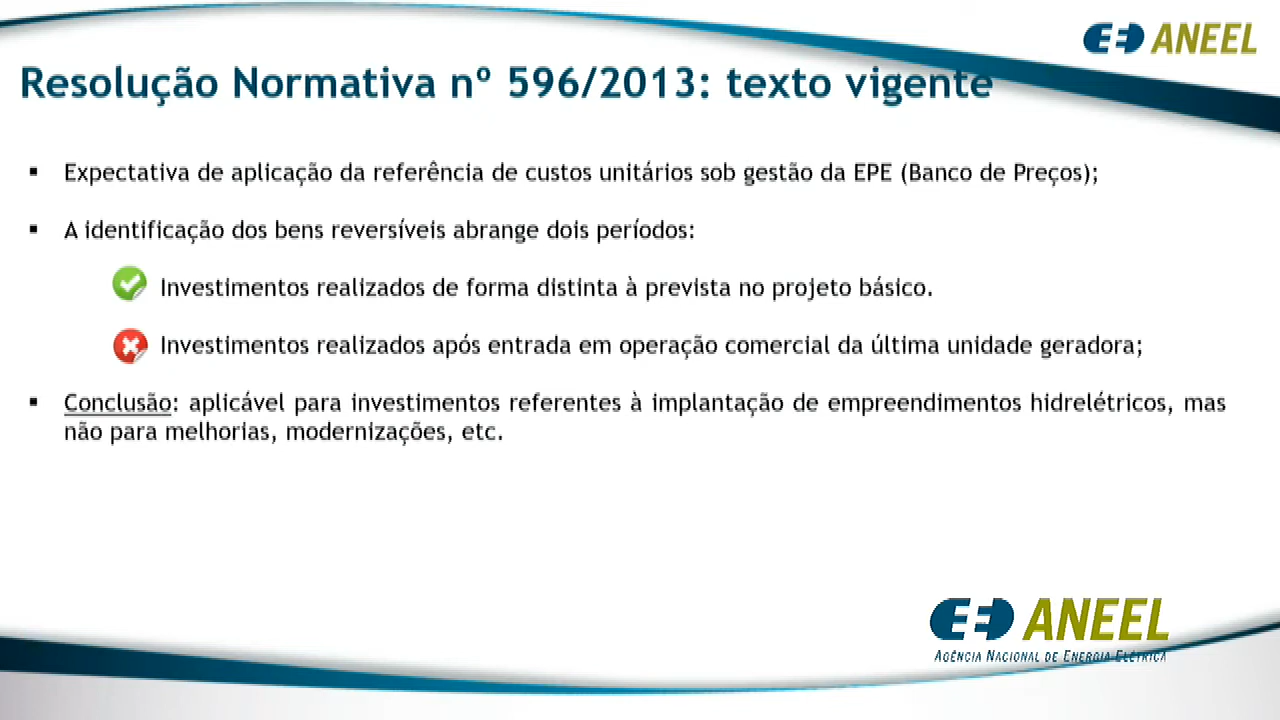 ANEEL
Resolução Normativa nº 596/2013: texto vigente
▪ Expectativa de aplicação da referência de custos unitários sob gestão da EPE (Banco de Preços);
▪ A identificação dos bens reversíveis abrange dois períodos:
Investimentos realizados de forma distinta à prevista no projeto básico.
Investimentos realizados após entrada em operação comercial da última unidade geradora;
▪ Conclusão: aplicável para investimentos referentes à implantação de empreendimentos hidrelétricos, mas
não para melhorias, modernizações, etc.
ANEEL
AGÊNCIA NACIONAL DE ENERGIA ELÉTRICA